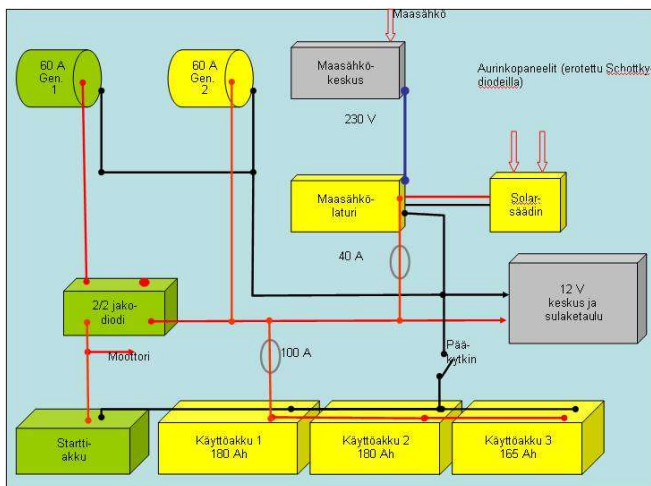 Maasähkö
60 A
Gen.
1
60 A
Gen.
2
Maasähkö-
keskus
Aurinkopaneelit (erotettu Schottky-
diodeilla)
230 V
Maasähkö-
laturi
Solar-
säädin
40 A
12 V
keskus ja
sulaketaulu
2/2 jako-
diodi
Moottori
100 A
Pää-
kytkin
Startti-
akku
Käyttöakku 1
180 Ah
Käyttöakku 2
180 Ah
Käyttöakku 3
165 Ah